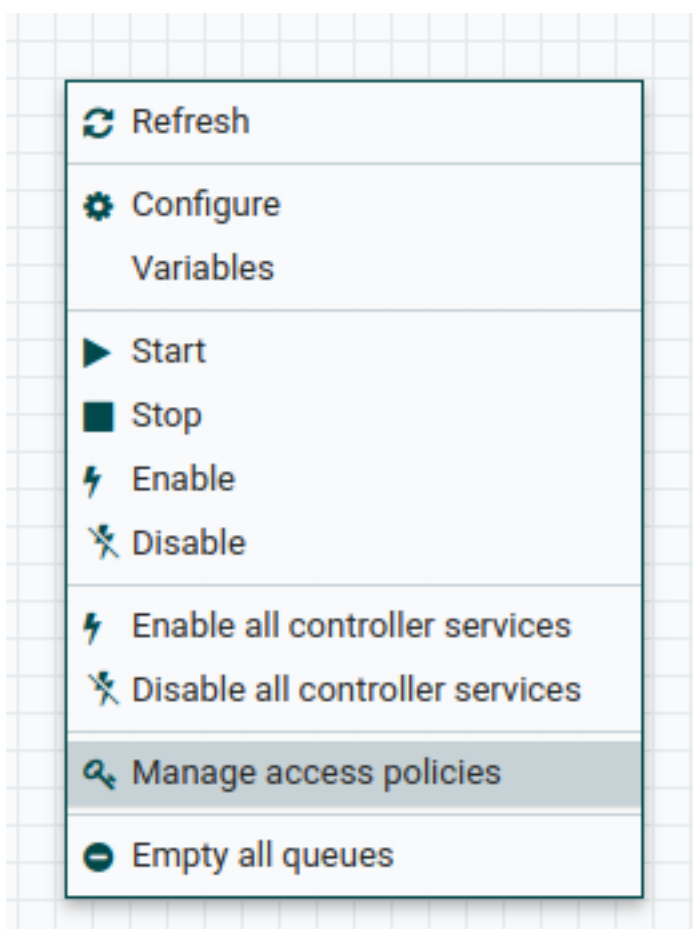 Refresh
Configure
Variables
Start
Stop
Enable
Disable
Enable all controller services
Disable all controller services
Manage access policies
Empty all queues